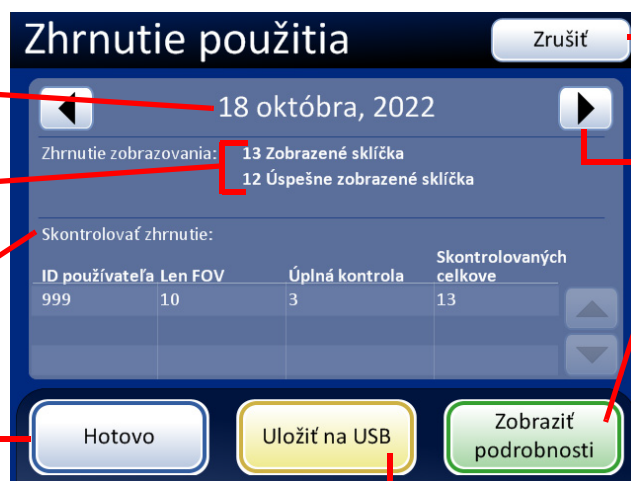 Zhrnutie použitia
Zrušiť
18 októbra, 2022
Zhrnutie zobrazovania: 13 Zobrazené sklíčka
12 Úspešne zobrazené sklíčka
Skontrolovať zhrnutie:
ID používateľa Len FOV Úplná kontrola Skontrolovaných celkove
999 10 3 13
Hotovo
Uložiť na USB
Zobraziť
podrobnosti